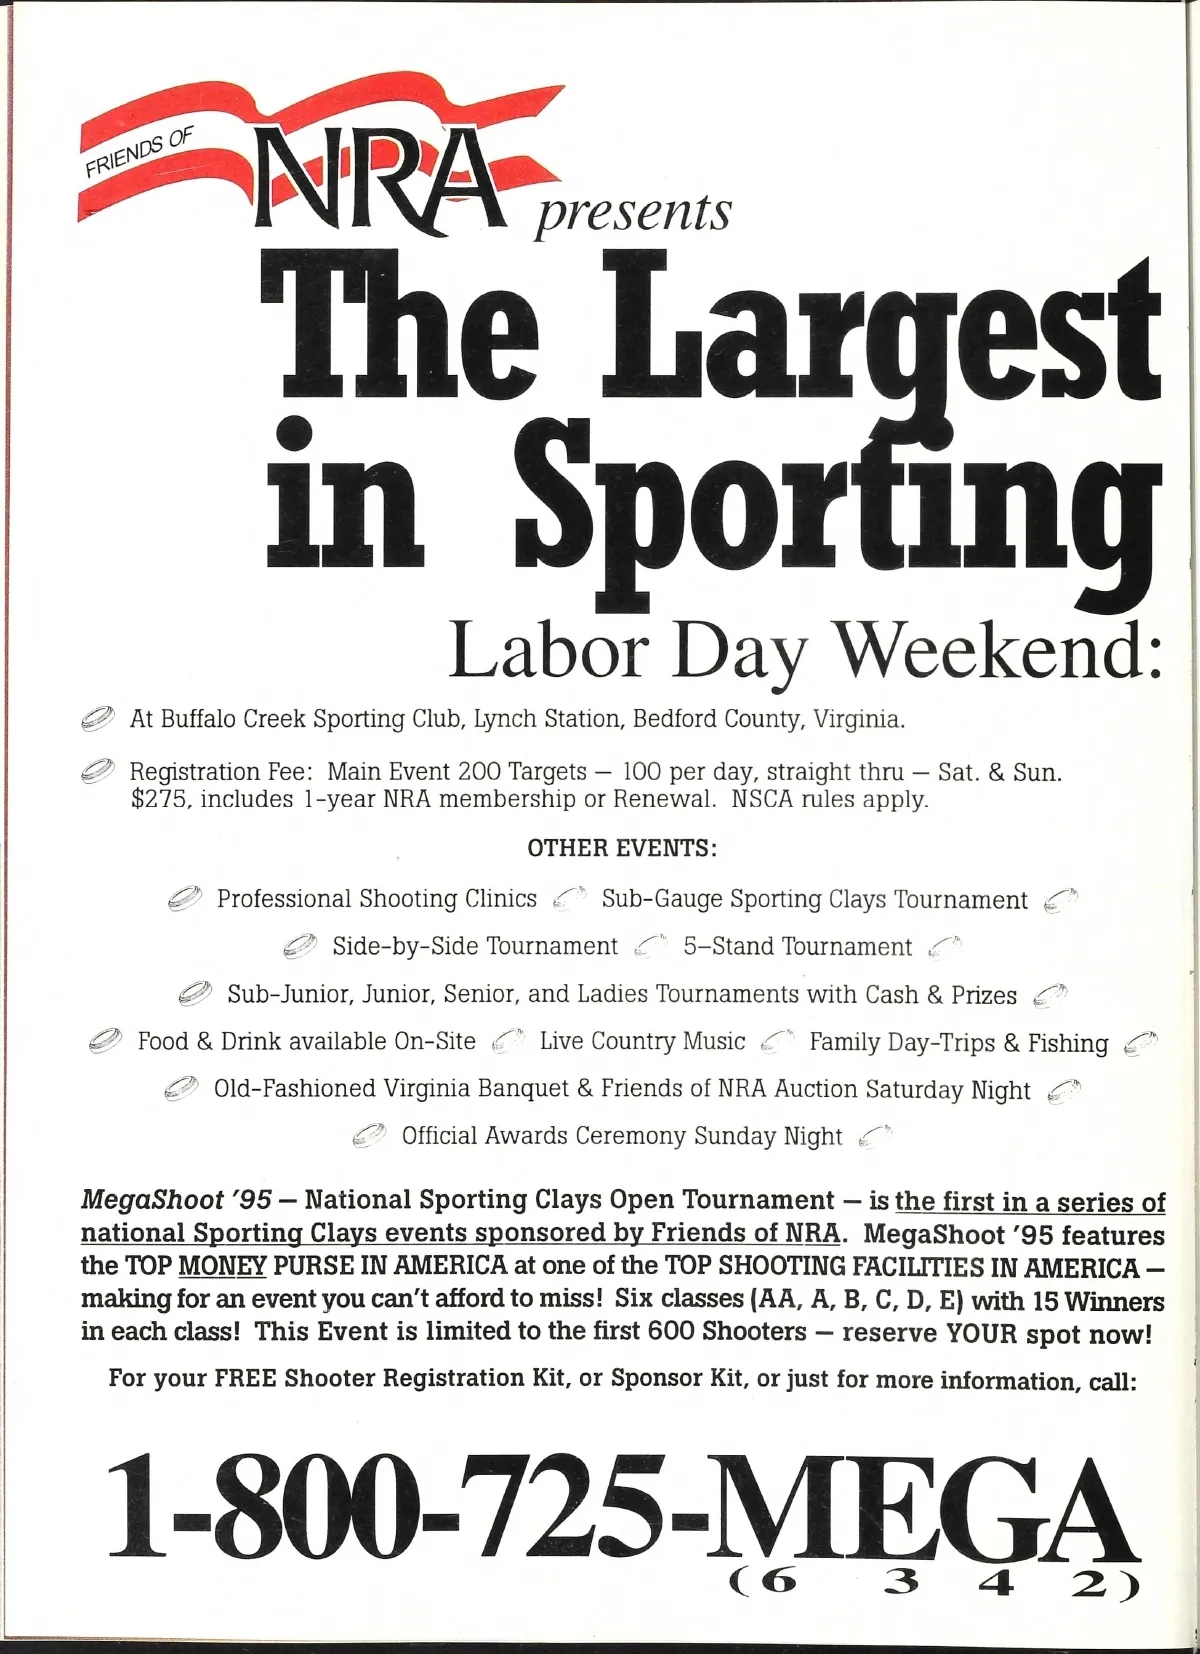 FRIENDS OF
NRA presents
The Largest
in Sporting
Labor Day Weekend:
At Buffalo Creek Sporting Club, Lynch Station, Bedford County, Virginia.
Registration Fee: Main Event 200 Targets – 100 per day, straight thru – Sat. & Sun.
$275, includes 1-year NRA membership or Renewal. NSCA rules apply.
OTHER EVENTS:
Professional Shooting Clinics Sub-Gauge Sporting Clays Tournament
Side-by-Side Tournament 5–Stand Tournament
Sub-Junior, Junior, Senior, and Ladies Tournaments with Cash & Prizes
Food & Drink available On-Site Live Country Music Family Day-Trips & Fishing
Old-Fashioned Virginia Banquet & Friends of NRA Auction Saturday Night
Official Awards Ceremony Sunday Night
MegaShoot '95 – National Sporting Clays Open Tournament – is the first in a series of
national Sporting Clays events sponsored by Friends of NRA. MegaShoot '95 features
the TOP MONEY PURSE IN AMERICA at one of the TOP SHOOTING FACILITIES IN AMERICA –
making for an event you can't afford to miss! Six classes (AA, A, B, C, D, E) with 15 Winners
in each class! This Event is limited to the first 600 Shooters – reserve YOUR spot now!
For your FREE Shooter Registration Kit, or Sponsor Kit, or just for more information, call:
1-800-725-MEGA
(6 3 4 2)